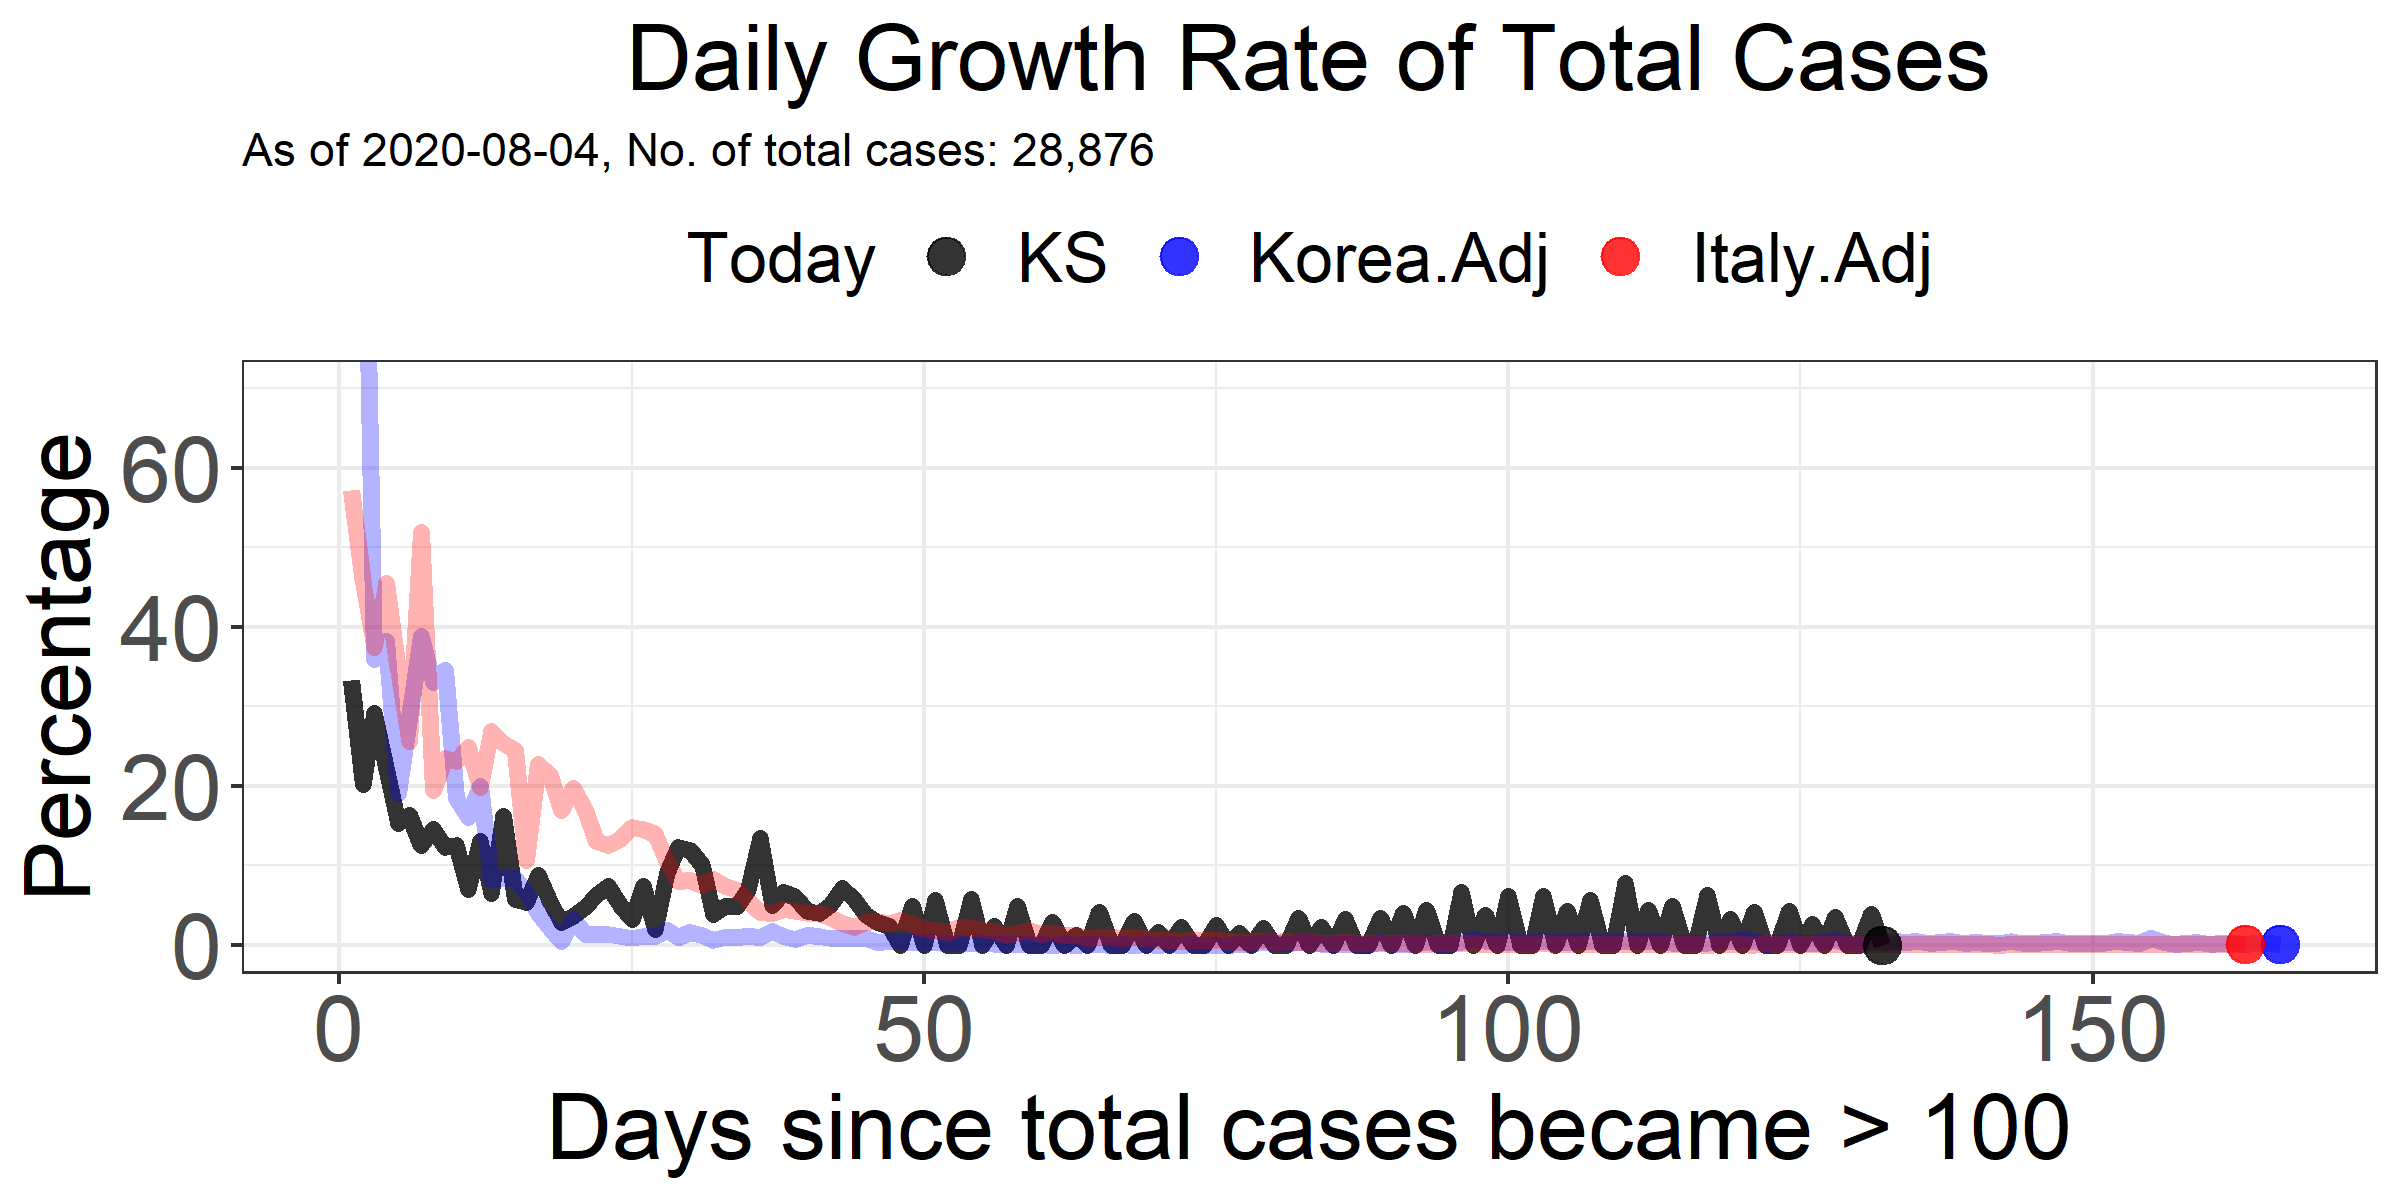 Daily Growth Rate of Total Cases
As of 2020-08-04, No. of total cases: 28,876
Today KS Korea.Adj Italy.Adj
Percentage
60
40
20
0
0 50 100 150
Days since total cases became > 100